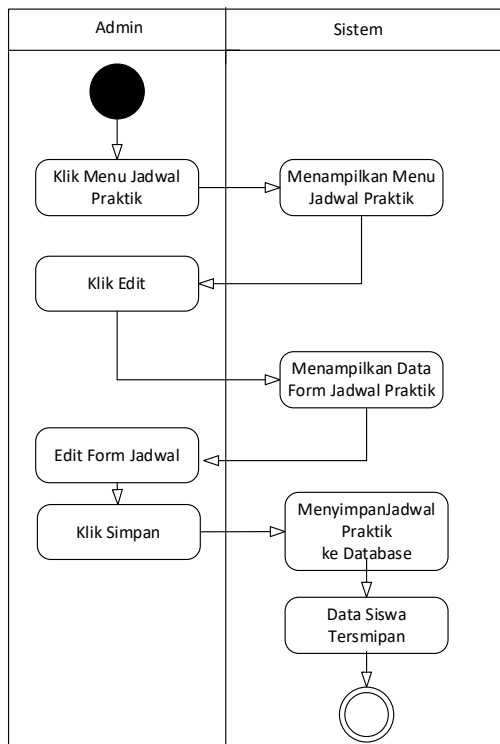 Admin
Sistem
Klik Menu Jadwal
Praktik
Menampilkan Menu
Jadwal Praktik
Klik Edit
Menampilkan Data
Form Jadwal Praktik
Edit Form Jadwal
Klik Simpan
MenyimpanJadwal
Praktik
ke Database
Data Siswa
Tersmipan